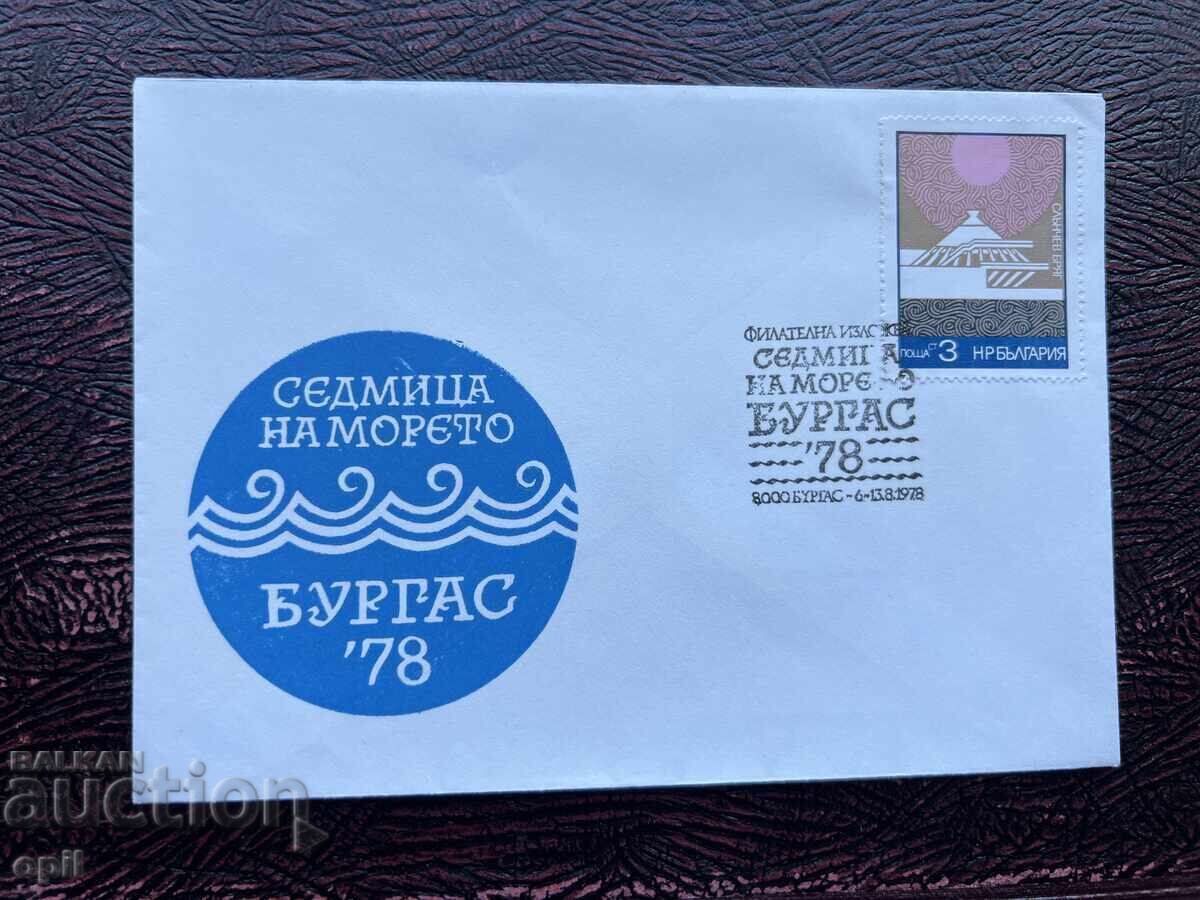 СЛЪНЧЕВ БРЯГ
ПОЩА СТ 3 НР БЪЛГАРИЯ
ФИЛАТЕЛНА
СЕДМИЦА
НА МОРЕТО
БУРГАС
'78
8000 БУРГАС - 6-13.8.1978
СЕДМИЦА
НА МОРЕТО
БУРГАС
'78
BALKAN
auction
opil